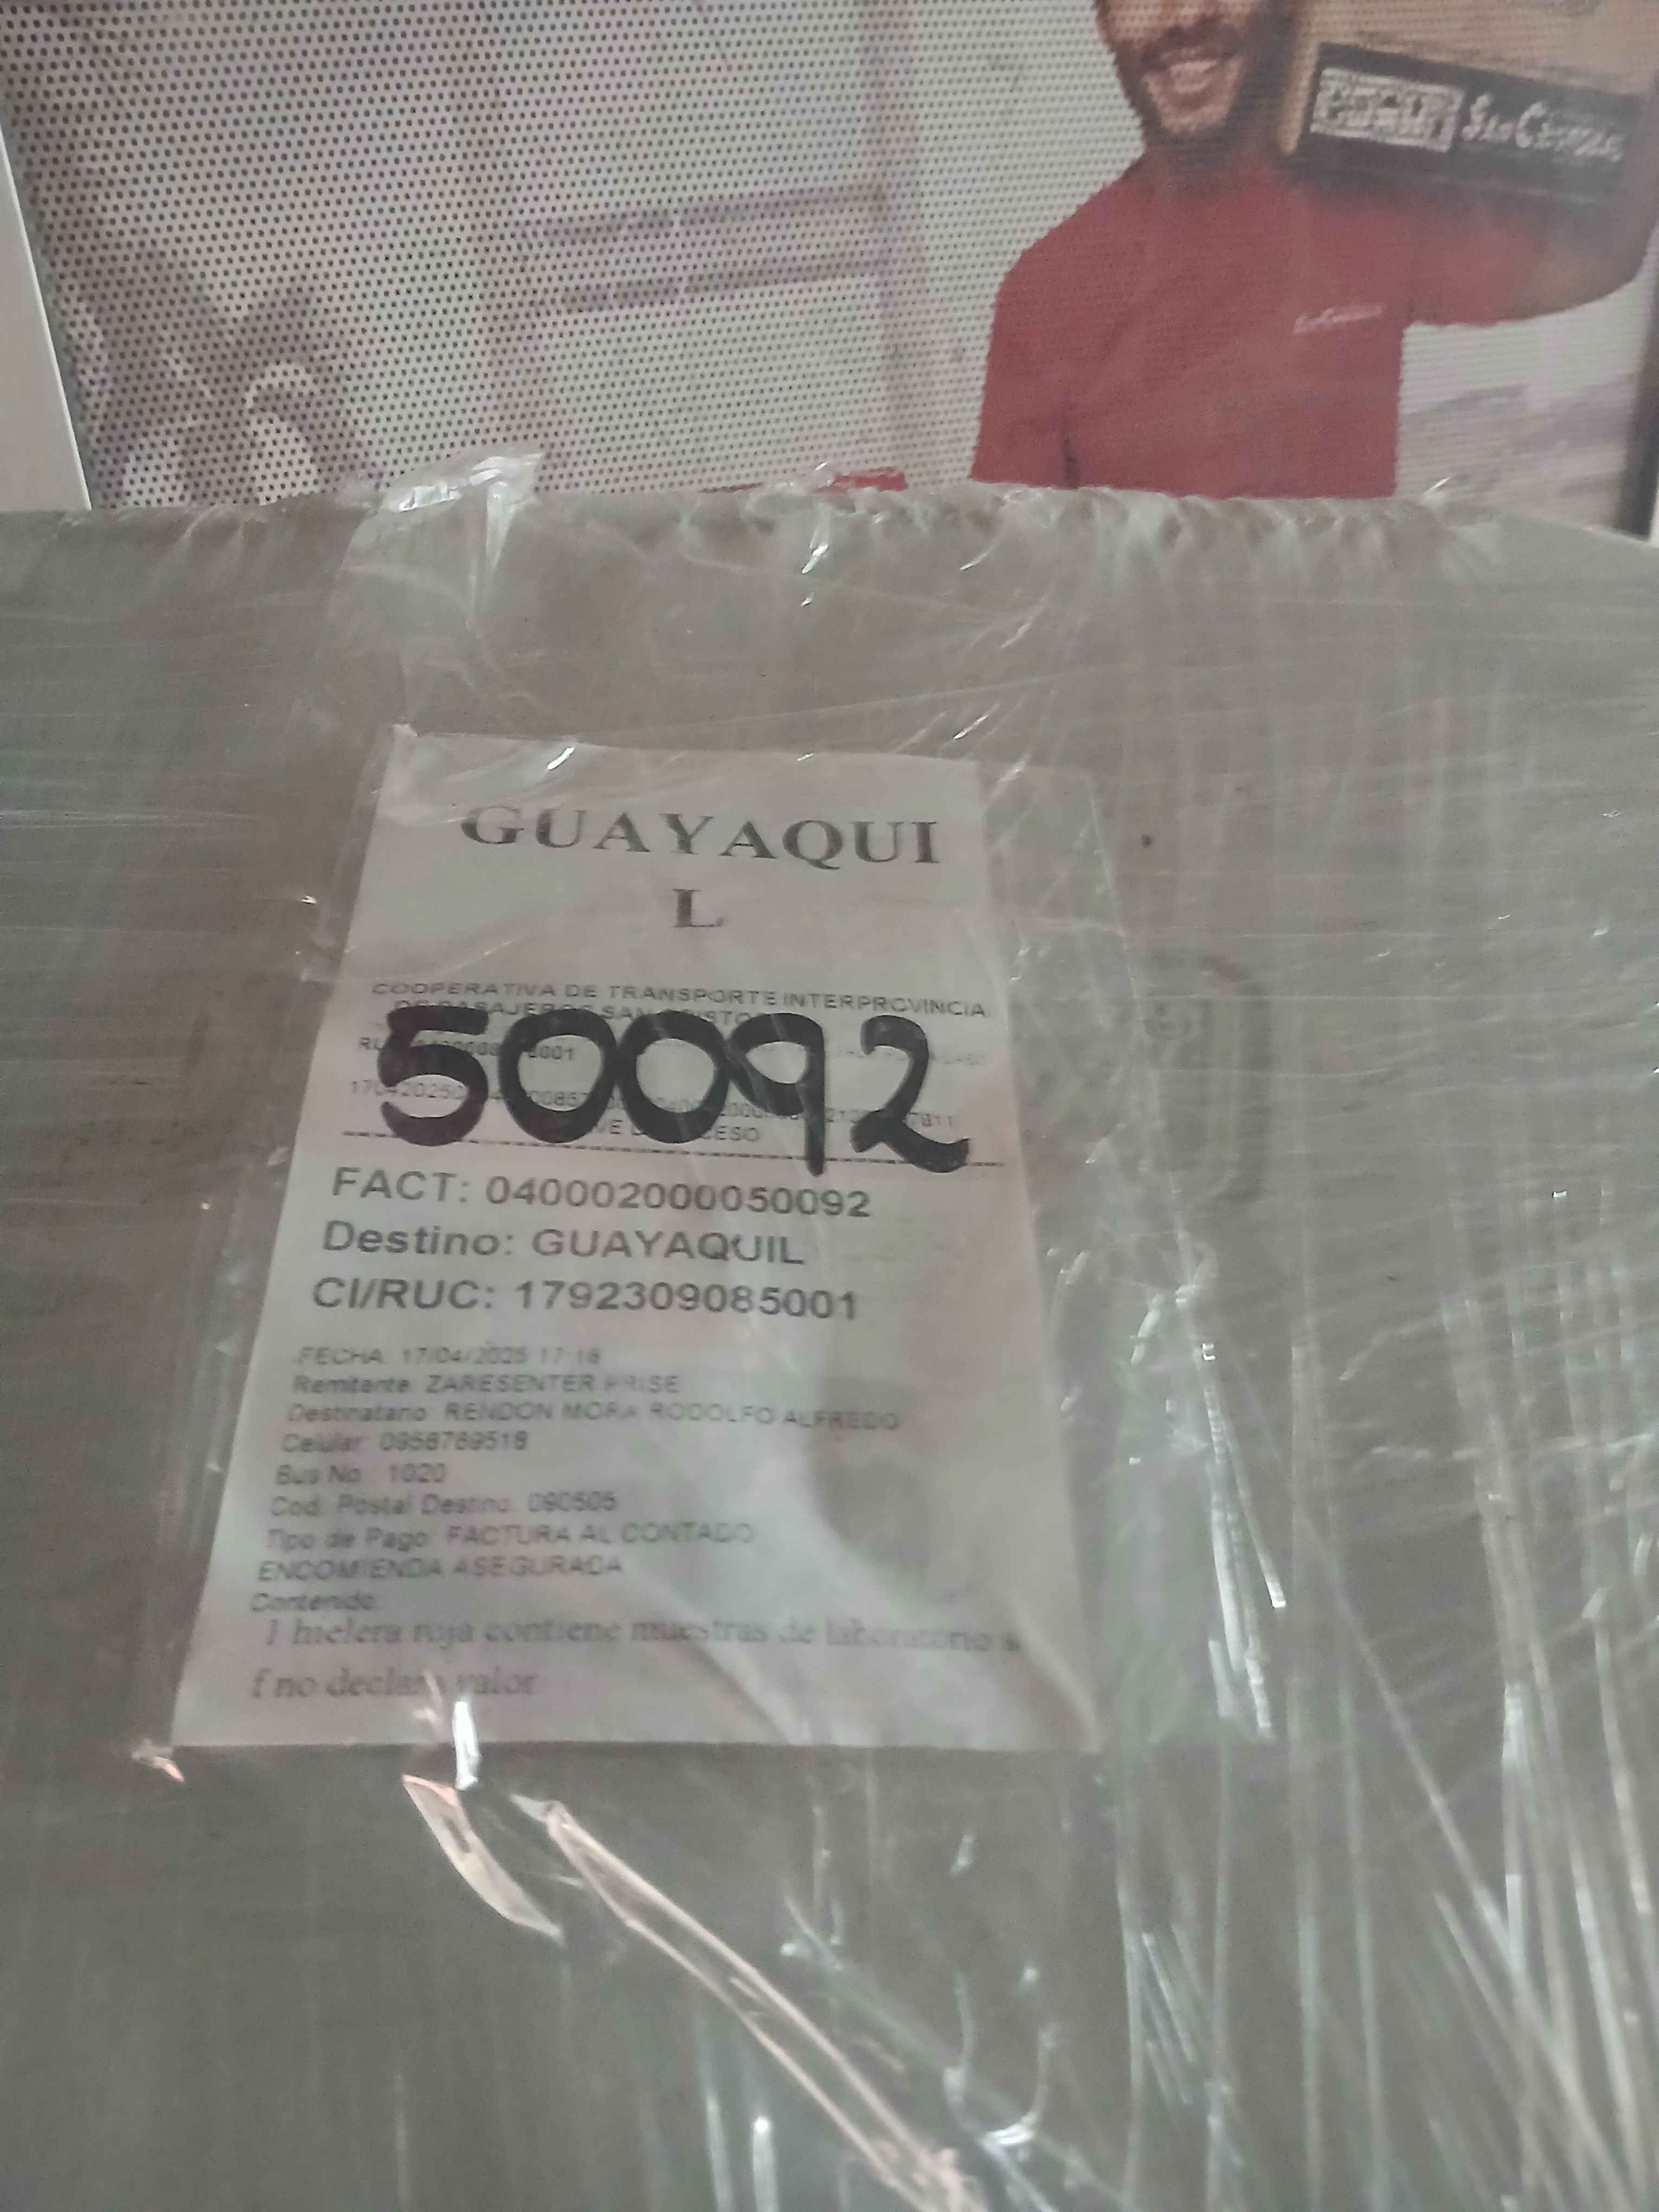 GUAYAQUI
L
COOPERATIVA DE TRANSPORTE INTERPROVINCIA
50092
FACT: 040002000050092
Destino: GUAYAQUIL
CI/RUC: 1792309085001
FECHA: 17/04/2025 17:18
Remitente: ZARESENTER PRISE
Destinatario: RENDON MORA RODOLFO ALFREDO
Celular: 0958789518
Bus No.: 1020
Cod. Postal Destino: 090505
Tipo de Pago: FACTURA AL CONTADO
ENCOMIENDA ASEGURADA
Contenido:
1 hielera roja contiene muestras de laboratorio s
f no declara valor